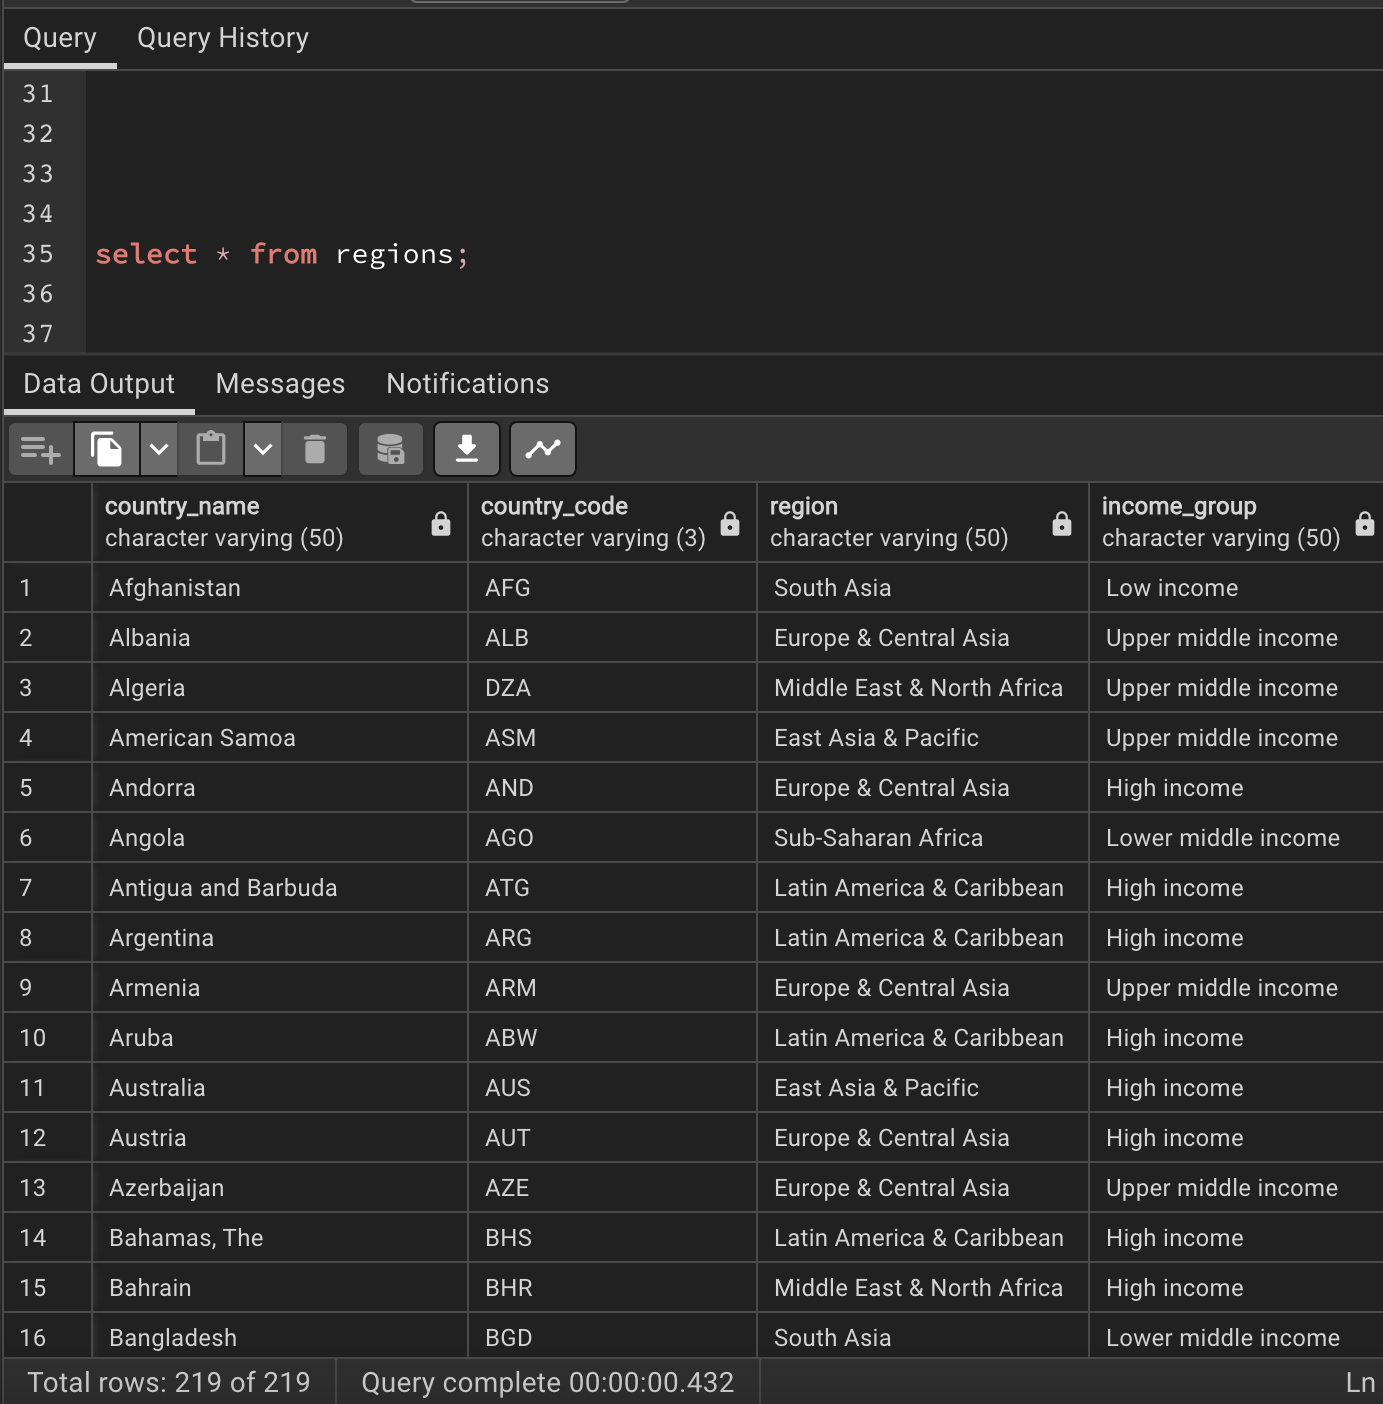 Query Query History
31
32
33
34
35 select * from regions;
36
37
Data Output Messages Notifications
country_name country_code region income_group
character varying (50) character varying (3) character varying (50) character varying (50)
1 Afghanistan AFG South Asia Low income
2 Albania ALB Europe & Central Asia Upper middle income
3 Algeria DZA Middle East & North Africa Upper middle income
4 American Samoa ASM East Asia & Pacific Upper middle income
5 Andorra AND Europe & Central Asia High income
6 Angola AGO Sub-Saharan Africa Lower middle income
7 Antigua and Barbuda ATG Latin America & Caribbean High income
8 Argentina ARG Latin America & Caribbean High income
9 Armenia ARM Europe & Central Asia Upper middle income
10 Aruba ABW Latin America & Caribbean High income
11 Australia AUS East Asia & Pacific High income
12 Austria AUT Europe & Central Asia High income
13 Azerbaijan AZE Europe & Central Asia Upper middle income
14 Bahamas, The BHS Latin America & Caribbean High income
15 Bahrain BHR Middle East & North Africa High income
16 Bangladesh BGD South Asia Lower middle income
Total rows: 219 of 219 Query complete 00:00:00.432 Ln